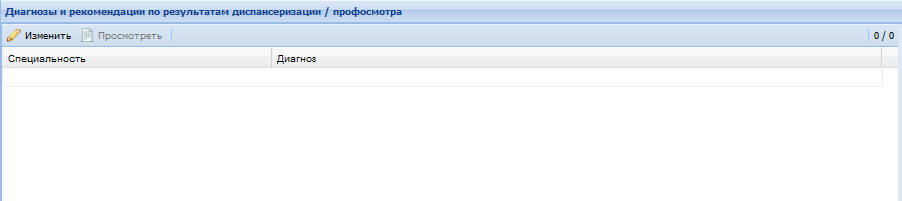 Диагнозы и рекомендации по результатам диспансеризации / профосмотра
Изменить Просмотреть 0 / 0
Специальность Диагноз